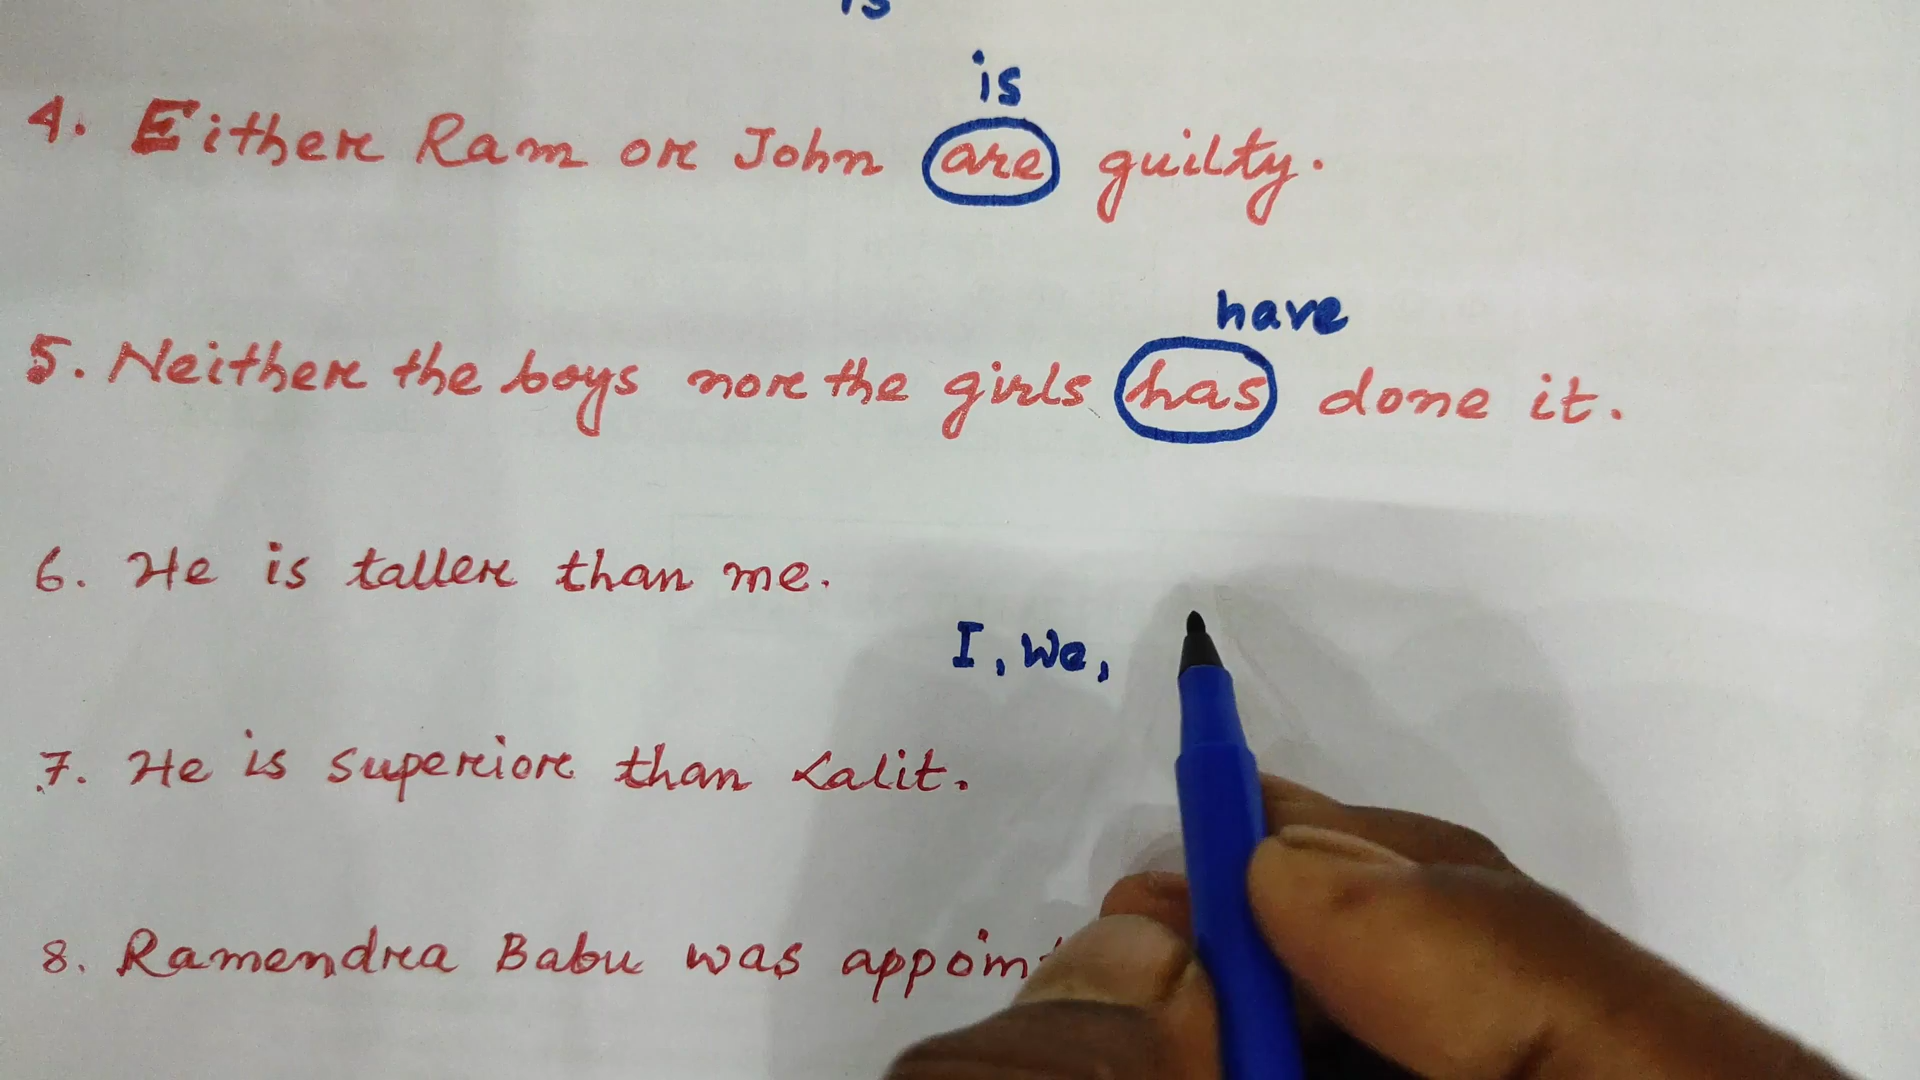 is
is
4. Either Ram or John are guilty.
have
5. Neither the boys nor the girls has done it.
6. He is taller than me.
I, We,
7. He is superior than Lalit.
8. Ramendra Babu was